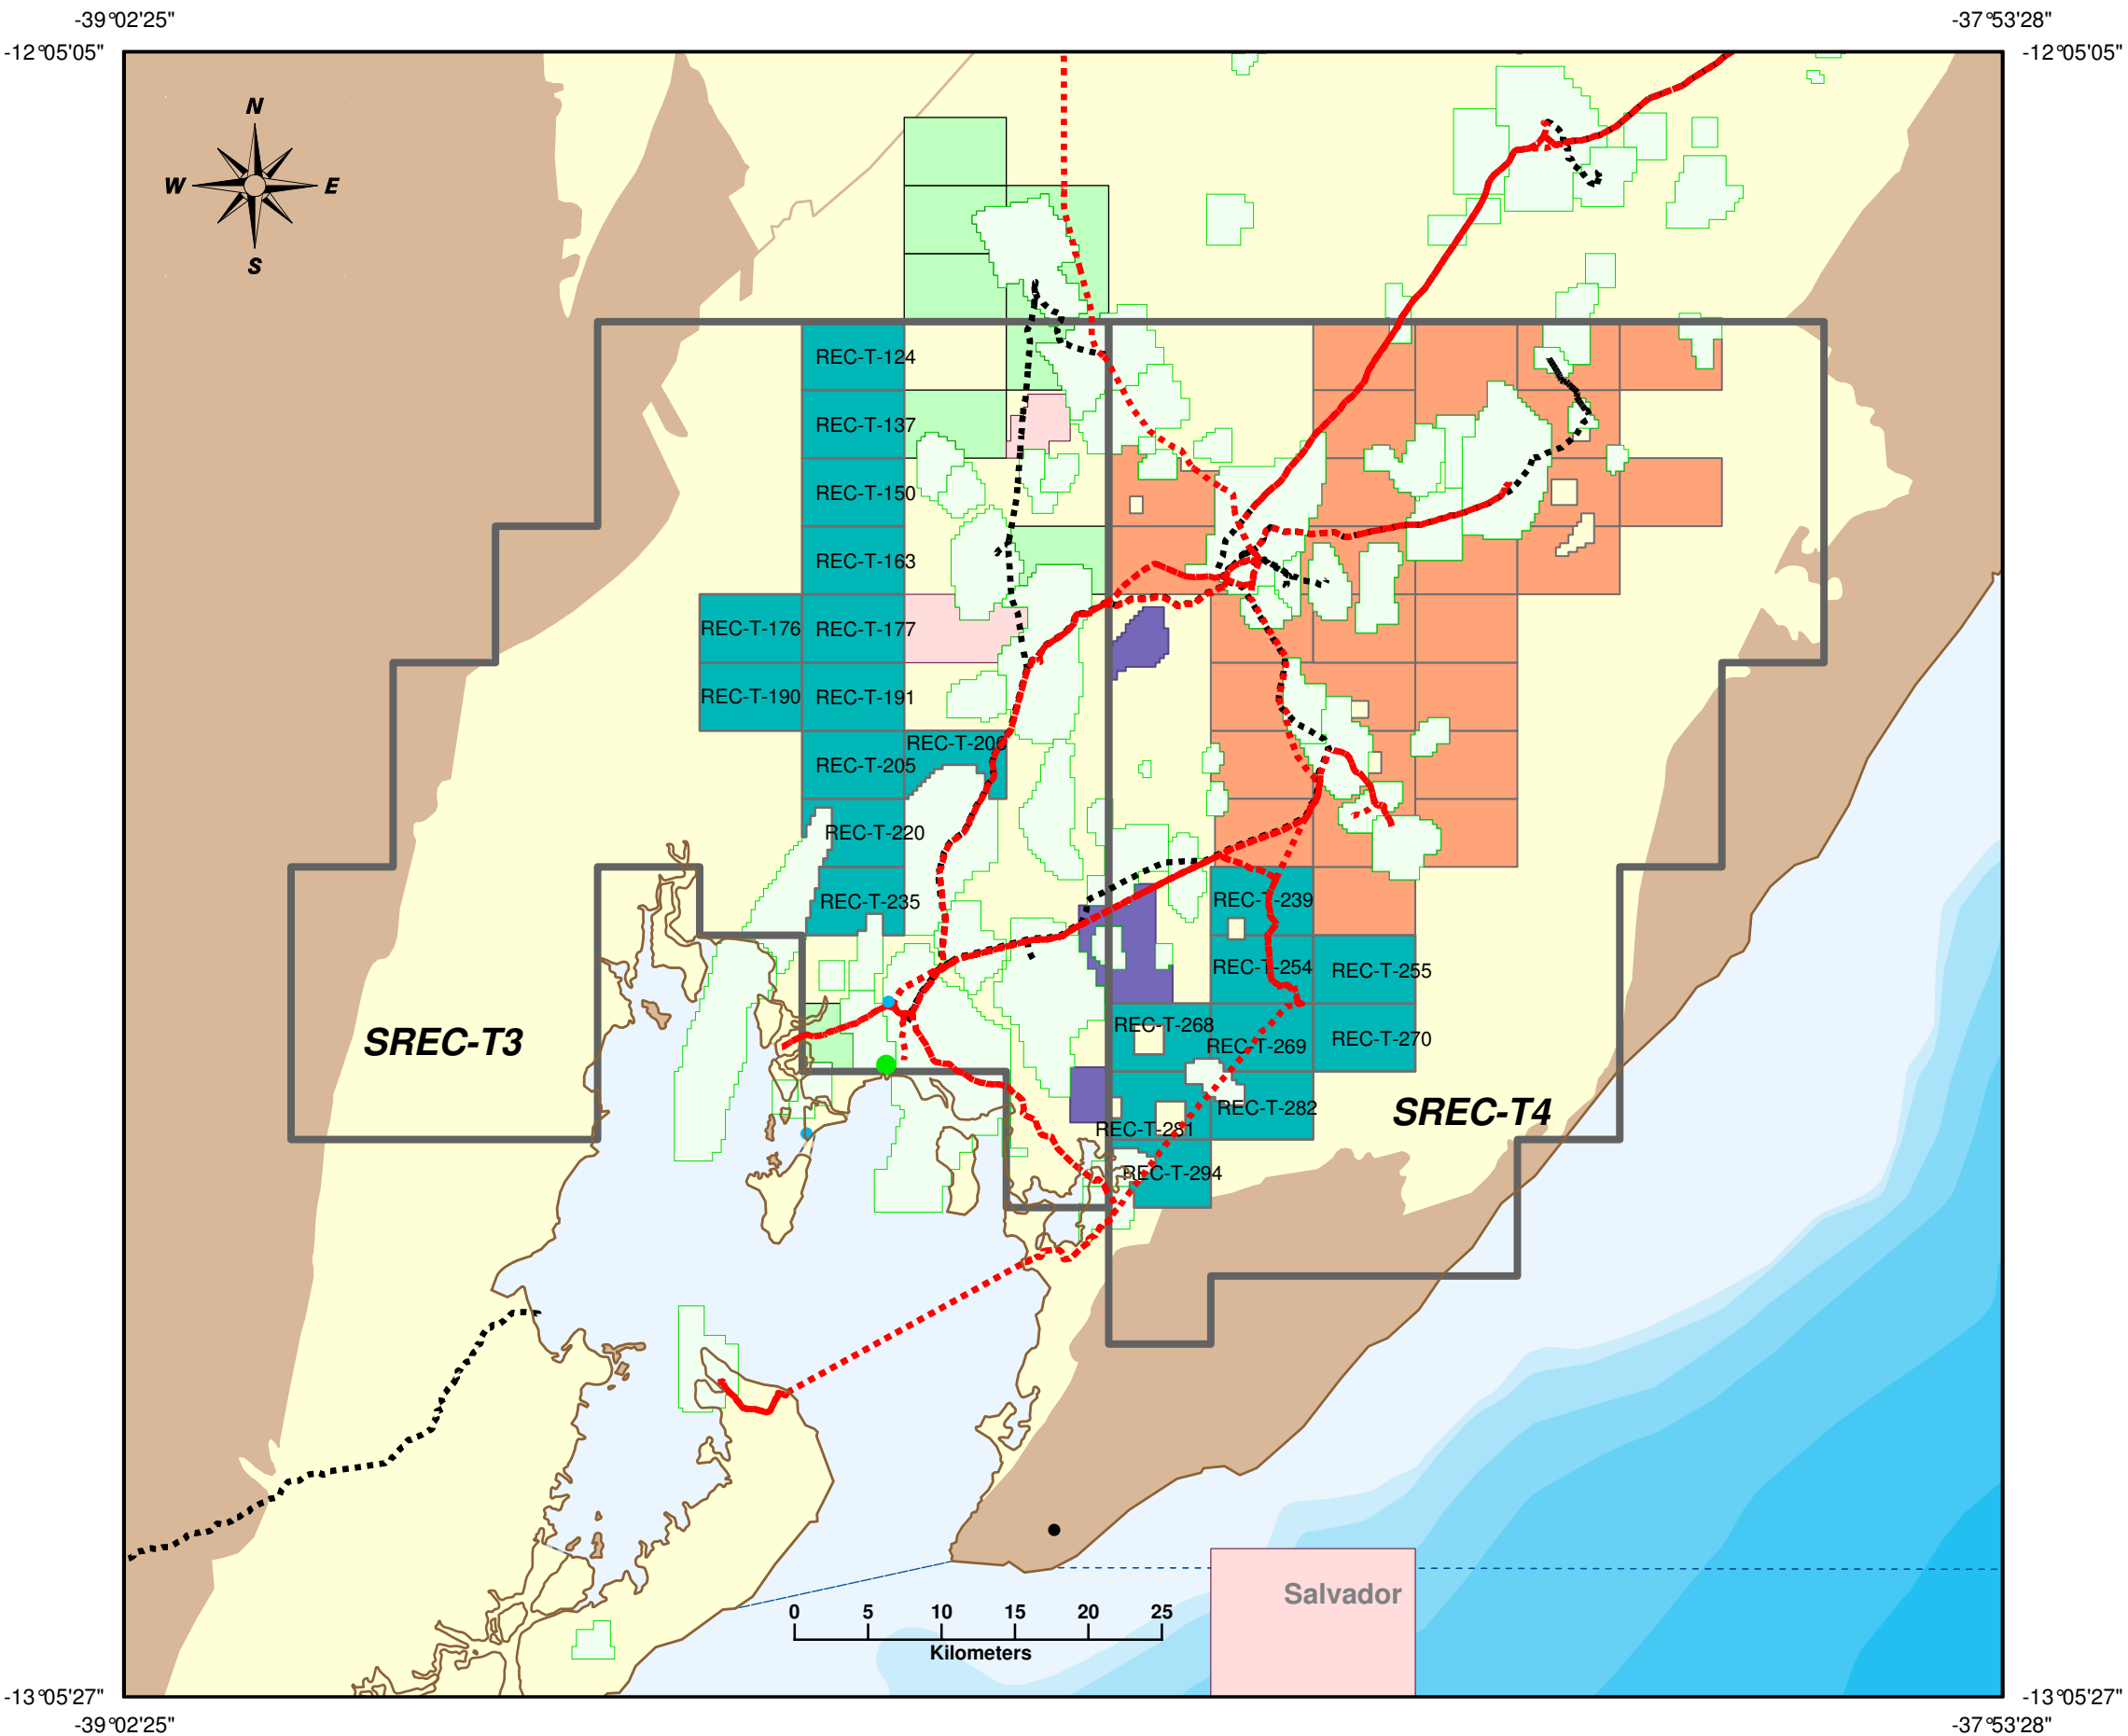 -39°02'25"
-37°53'28"
-12°05'05"
-12°05'05"
N
W
E
S
REC-T-124
REC-T-137
REC-T-150
REC-T-163
REC-T-176
REC-T-177
REC-T-190
REC-T-191
REC-T-206
REC-T-205
REC-T-220
REC-T-235
REC-T-239
REC-T-254
REC-T-255
REC-T-268
REC-T-269
REC-T-270
SREC-T3
REC-T-282
SREC-T4
REC-T-281
REC-T-294
Salvador
0 5 10 15 20 25
Kilometers
-13°05'27"
-13°05'27"
-39°02'25"
-37°53'28"